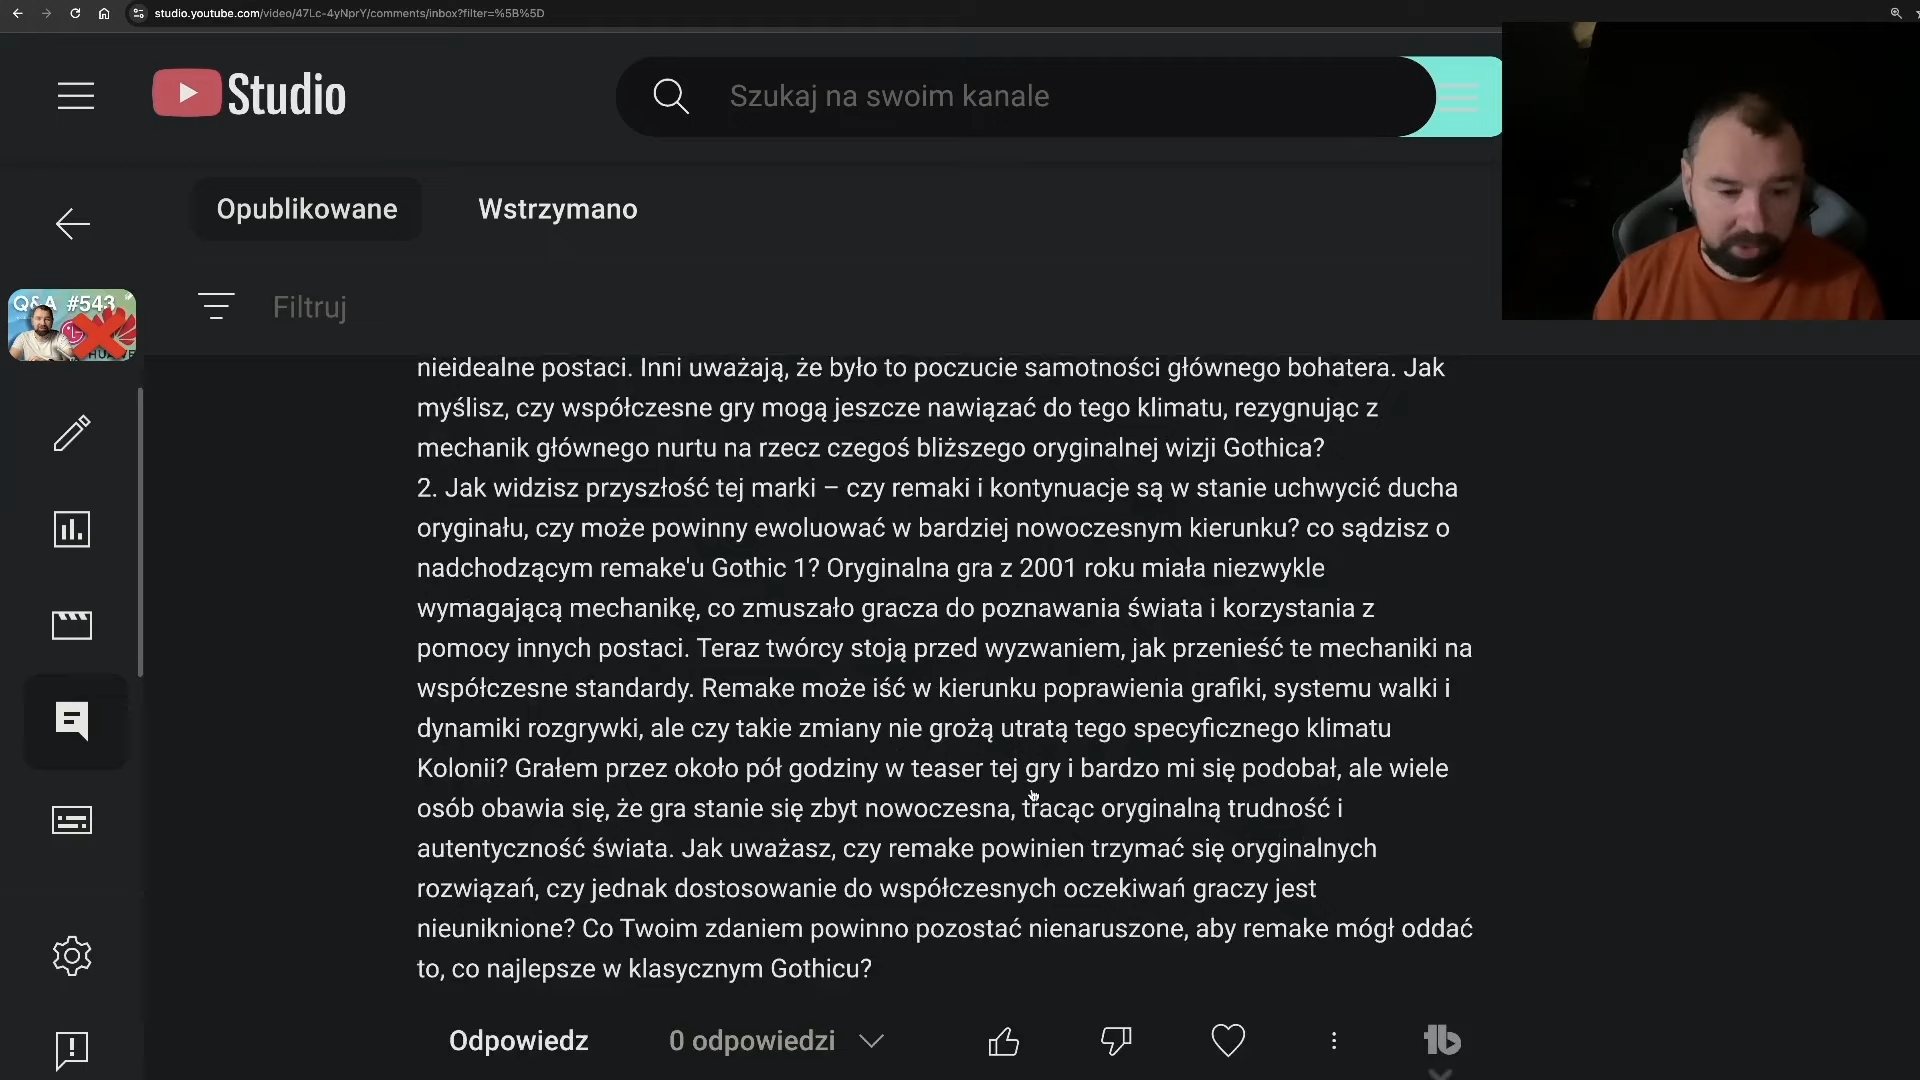 studio.youtube.com/video/47Lc-4yNprY/comments/inbox?filter=%5B%5D
Studio
Szukaj na swoim kanale
Opublikowane
Wstrzymano
Q&A #543
Filtruj
nieidealne postaci. Inni uważają, że było to poczucie samotności głównego bohatera. Jak
myślisz, czy współczesne gry mogą jeszcze nawiązać do tego klimatu, rezygnując z
mechanik głównego nurtu na rzecz czegoś bliższego oryginalnej wizji Gothica?
2. Jak widzisz przyszłość tej marki – czy remaki i kontynuacje są w stanie uchwycić ducha
oryginału, czy może powinny ewoluować w bardziej nowoczesnym kierunku? co sądzisz o
nadchodzącym remake'u Gothic 1? Oryginalna gra z 2001 roku miała niezwykle
wymagającą mechanikę, co zmuszało gracza do poznawania świata i korzystania z
pomocy innych postaci. Teraz twórcy stoją przed wyzwaniem, jak przenieść te mechaniki na
współczesne standardy. Remake może iść w kierunku poprawienia grafiki, systemu walki i
dynamiki rozgrywki, ale czy takie zmiany nie grożą utratą tego specyficznego klimatu
Kolonii? Grałem przez około pół godziny w teaser tej gry i bardzo mi się podobał, ale wiele
osób obawia się, że gra stanie się zbyt nowoczesna, tracąc oryginalną trudność i
autentyczność świata. Jak uważasz, czy remake powinien trzymać się oryginalnych
rozwiązań, czy jednak dostosowanie do współczesnych oczekiwań graczy jest
nieuniknione? Co Twoim zdaniem powinno pozostać nienaruszone, aby remake mógł oddać
to, co najlepsze w klasycznym Gothicu?
Odpowiedz
0 odpowiedzi